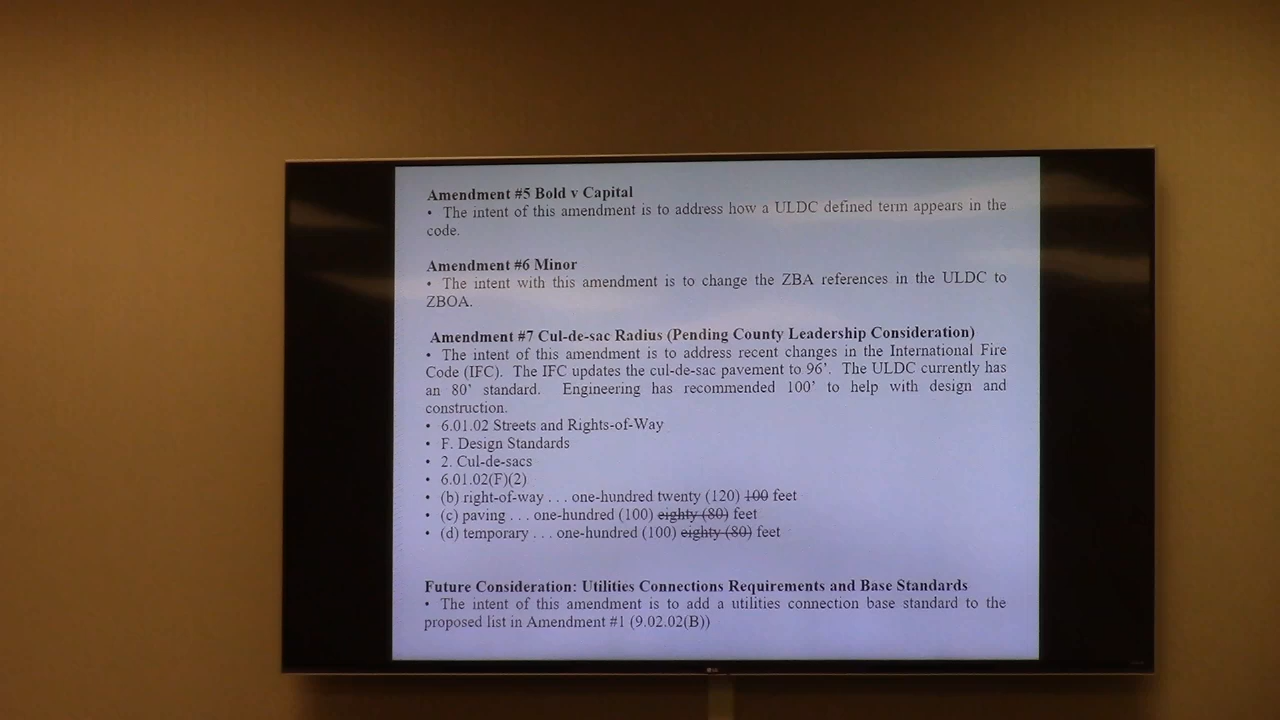 Amendment #5 Bold v Capital
• The intent of this amendment is to address how a ULDC defined term appears in the
code.
Amendment #6 Minor
• The intent with this amendment is to change the ZBA references in the ULDC to
ZBOA.
Amendment #7 Cul-de-sac Radius (Pending County Leadership Consideration)
• The intent of this amendment is to address recent changes in the International Fire
Code (IFC). The IFC updates the cul-de-sac pavement to 96’. The ULDC currently has
an 80’ standard. Engineering has recommended 100’ to help with design and
construction.
• 6.01.02 Streets and Rights-of-Way
• F. Design Standards
• 2. Cul-de-sacs
• 6.01.02(F)(2)
• (b) right-of-way . . . one-hundred twenty (120) 100 feet
• (c) paving . . . one-hundred (100) eighty (80) feet
• (d) temporary . . . one-hundred (100) eighty (80) feet
Future Consideration: Utilities Connections Requirements and Base Standards
• The intent of this amendment is to add a utilities connection base standard to the
proposed list in Amendment #1 (9.02.02(B))
LG